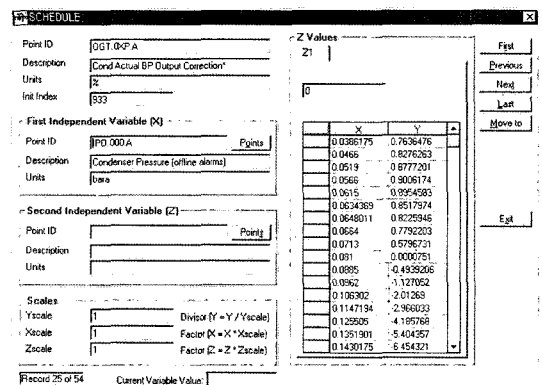 SCHEDULE
Point ID OGT.0KP.A
Description Cond Actual BP Output Correction*
Units %
Init Index 933
First Independent Variable (X)
Point ID IPD.000.A Points
Description Condenser Pressure (offline alarms)
Units bara
Second Independent Variable (Z)
Point ID Points
Description
Units
Scales
Yscale 1 Divisor (Y = Y / Yscale)
Xscale 1 Factor (X = X * Xscale)
Zscale 1 Factor (Z = Z * Zscale)
Record 25 of 54 Current Variable Value:
Z Values
Z1
0
X Y
0.0386175 0.7636476
0.0466 0.8276263
0.0519 0.8777201
0.0566 0.9006174
0.0615 0.8954583
0.0634369 0.8517974
0.0648011 0.8225946
0.0664 0.7792203
0.0713 0.5796731
0.081 0.0000751
0.0885 -0.4939206
0.0962 -1.127052
0.106302 -2.01269
0.1147194 -2.966033
0.125505 -4.185768
0.1351901 -5.404357
0.1430175 -6.454321
First
Previous
Next
Last
Move to
Exit